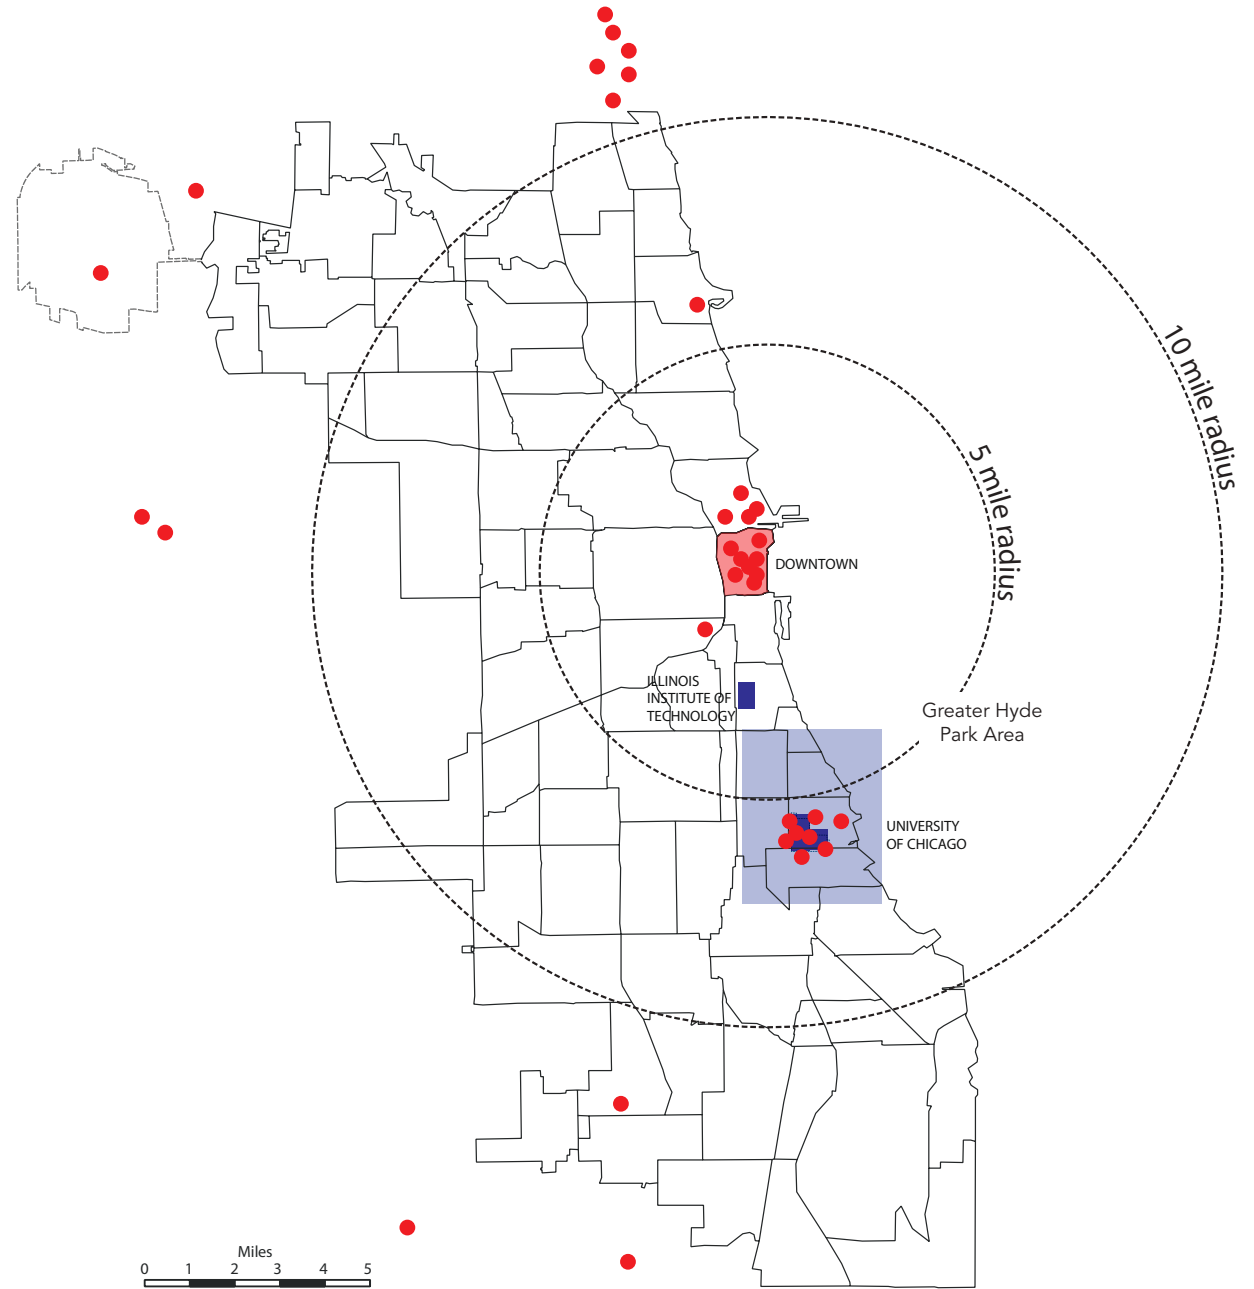 10 mile radius
5 mile radius
DOWNTOWN
ILLINOIS
INSTITUTE OF
TECHNOLOGY
Greater Hyde
Park Area
UNIVERSITY
OF CHICAGO
Miles
0 1 2 3 4 5